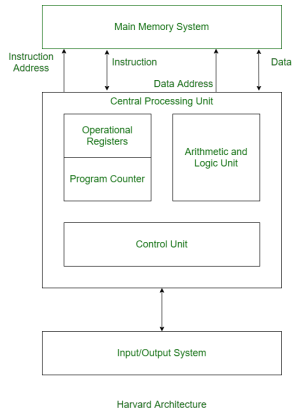 Main Memory System
Instruction
Address
Instruction
Data Address
Data
Central Processing Unit
Operational
Registers
Program Counter
Arithmetic and
Logic Unit
Control Unit
Input/Output System
Harvard Architecture